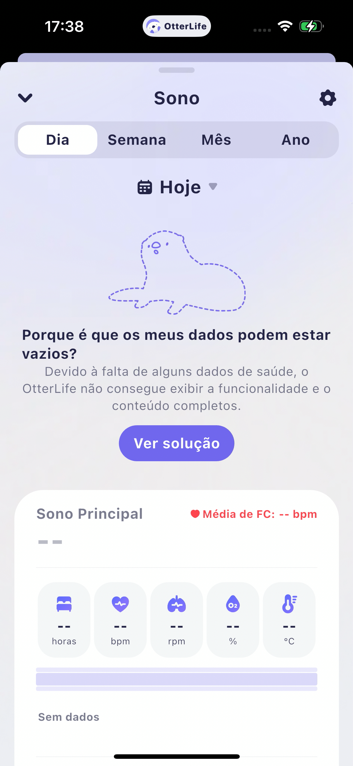 17:38
OtterLife
Sono
Dia Semana Mês Ano
Hoje
Porque é que os meus dados podem estar
vazios?
Devido à falta de alguns dados de saúde, o
OtterLife não consegue exibir a funcionalidade e o
conteúdo completos.
Ver solução
Sono Principal
Média de FC: -- bpm
-- 
-- -- -- -- --
O2
horas bpm rpm % °C
Sem dados